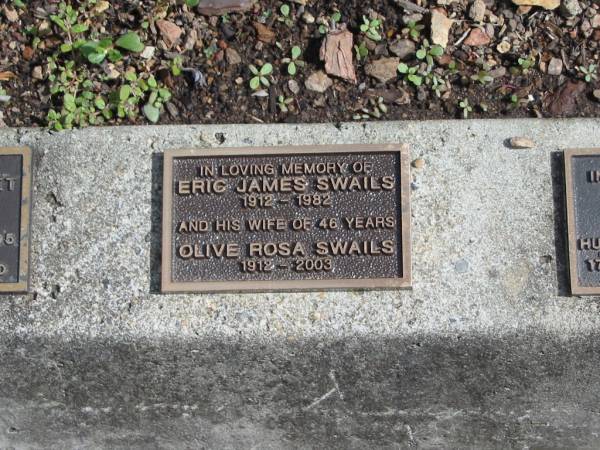 IN LOVING MEMORY OF
ERIC JAMES SWAILS
1912 - 1982
AND HIS WIFE OF 46 YEARS
OLIVE ROSA SWAILS
1912 - 2003